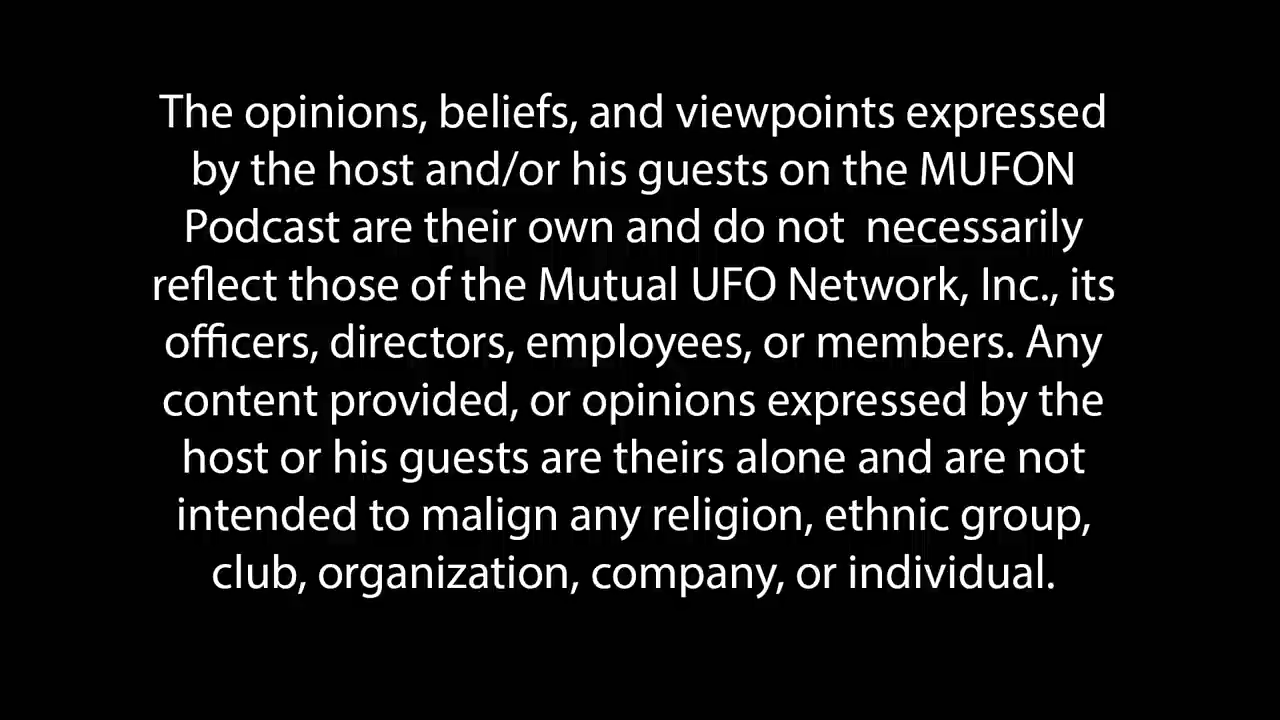 The opinions, beliefs, and viewpoints expressed
by the host and/or his guests on the MUFON
Podcast are their own and do not  necessarily
reflect those of the Mutual UFO Network, Inc., its
officers, directors, employees, or members. Any
content provided, or opinions expressed by the
host or his guests are theirs alone and are not
intended to malign any religion, ethnic group,
club, organization, company, or individual.